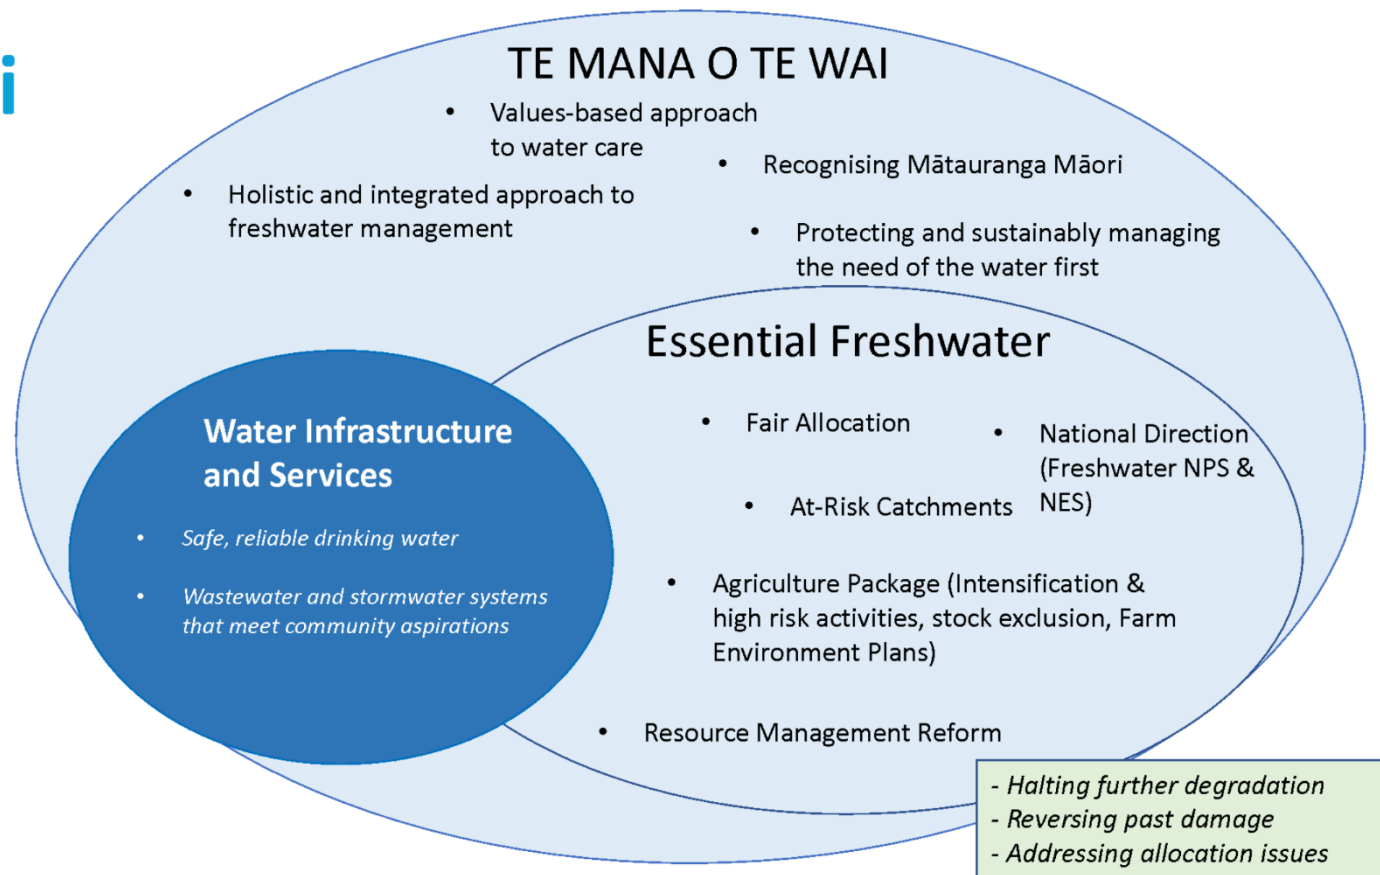 i
TE MANA O TE WAI
• Values-based approach
to water care
• Recognising Mātauranga Māori
• Holistic and integrated approach to
freshwater management
• Protecting and sustainably managing
the need of the water first
Essential Freshwater
• Fair Allocation
• National Direction
(Freshwater NPS &
NES)
• At-Risk Catchments
• Agriculture Package (Intensification &
high risk activities, stock exclusion, Farm
Environment Plans)
• Resource Management Reform
Water Infrastructure
and Services
• Safe, reliable drinking water
• Wastewater and stormwater systems
that meet community aspirations
- Halting further degradation
- Reversing past damage
- Addressing allocation issues